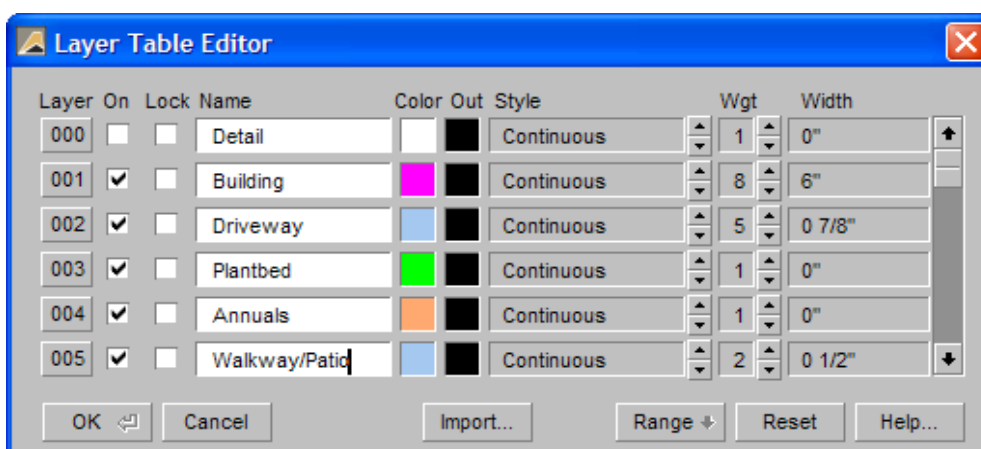 Layer Table Editor
Layer On Lock Name Color Out Style Wgt Width
000 Detail Continuous 1 0"
001 Building Continuous 8 6"
002 Driveway Continuous 5 0 7/8"
003 Plantbed Continuous 1 0"
004 Annuals Continuous 1 0"
005 Walkway/Patio Continuous 2 0 1/2"
OK Cancel Import... Range Reset Help...